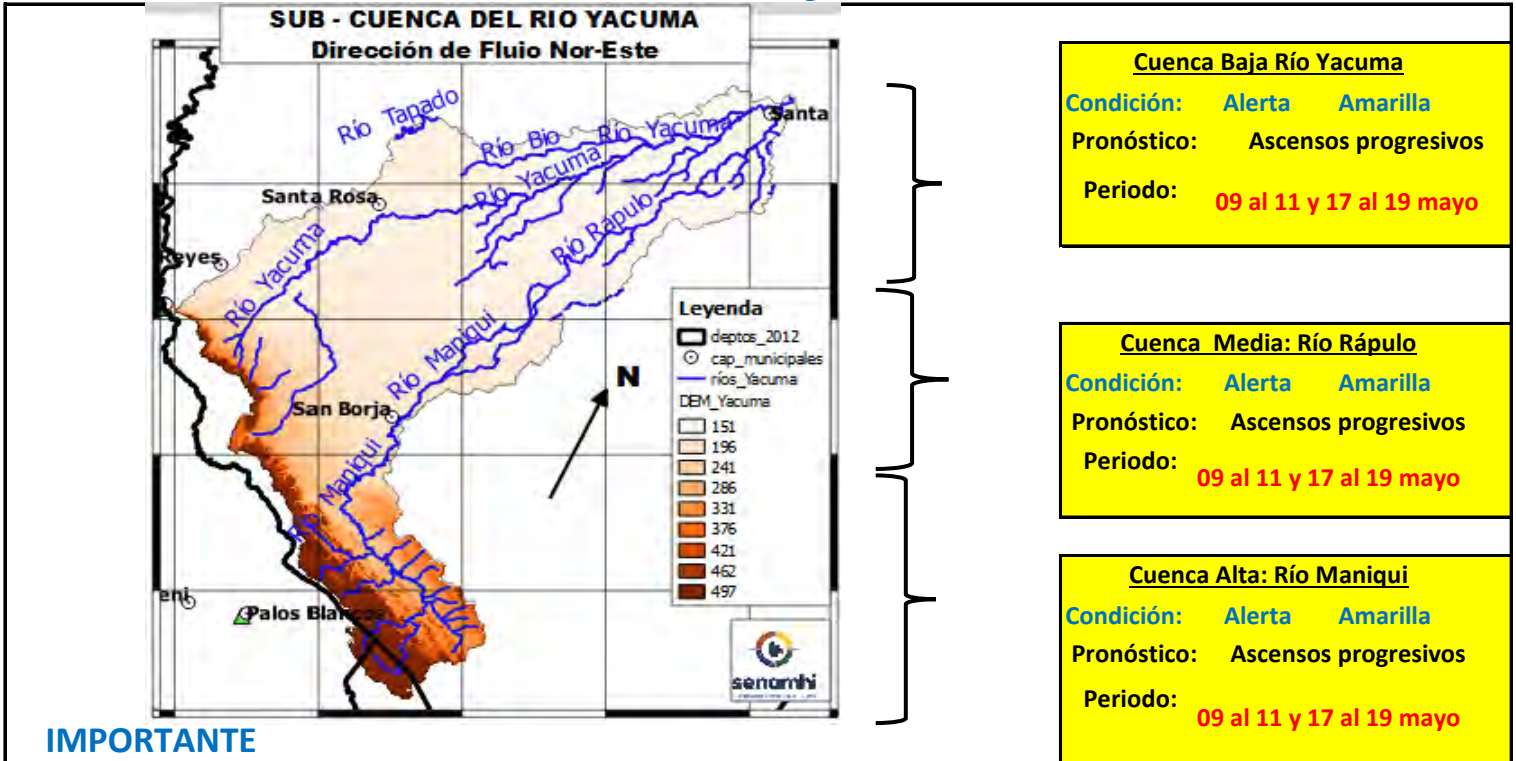 SUB - CUENCA DEL RIO YACUMA
Dirección de Flujo Nor-Este
Río Tapado
Río Bio
Río Yacuma
Santa
Río Yacuma
Santa Rosa
Río Rápulo
Reyes
Río Yacuma
Río Maniqui
San Borja
Río Maniqui
eni
Palos Blancos
N
Leyenda
deptos_2012
cap_municipales
ríos_Yacuma
DEM_Yacuma
151
196
241
286
331
376
421
462
497
senamhi
Cuenca Baja Río Yacuma
Condición: Alerta Amarilla
Pronóstico: Ascensos progresivos
Periodo: 09 al 11 y 17 al 19 mayo
Cuenca Media: Río Rápulo
Condición: Alerta Amarilla
Pronóstico: Ascensos progresivos
Periodo: 09 al 11 y 17 al 19 mayo
Cuenca Alta: Río Maniqui
Condición: Alerta Amarilla
Pronóstico: Ascensos progresivos
Periodo: 09 al 11 y 17 al 19 mayo
IMPORTANTE